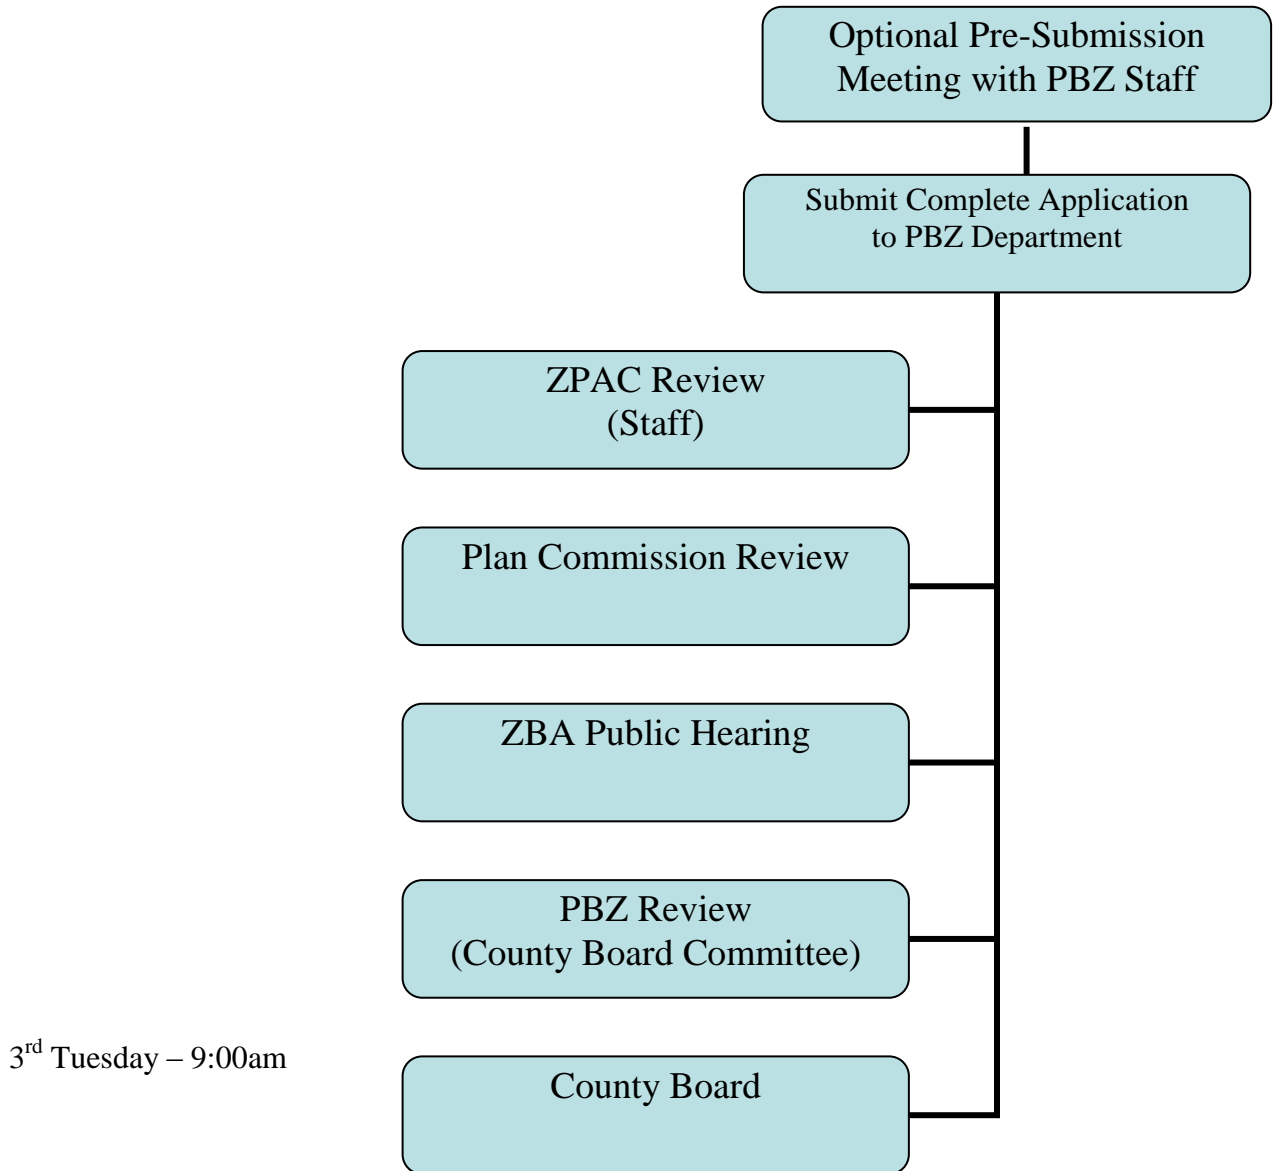 Optional Pre-Submission
Meeting with PBZ Staff
Submit Complete Application
to PBZ Department
ZPAC Review
(Staff)
Plan Commission Review
ZBA Public Hearing
PBZ Review
(County Board Committee)
3rd Tuesday – 9:00am
County Board